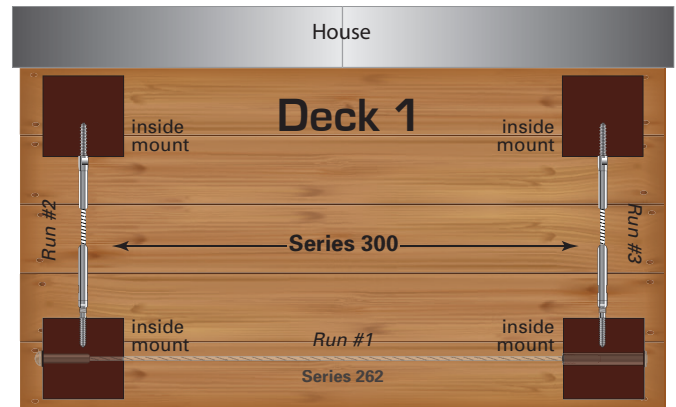 House
Deck 1
inside
mount
inside
mount
Run #2
Run #3
Series 300
inside
mount
Run #1
inside
mount
Series 262